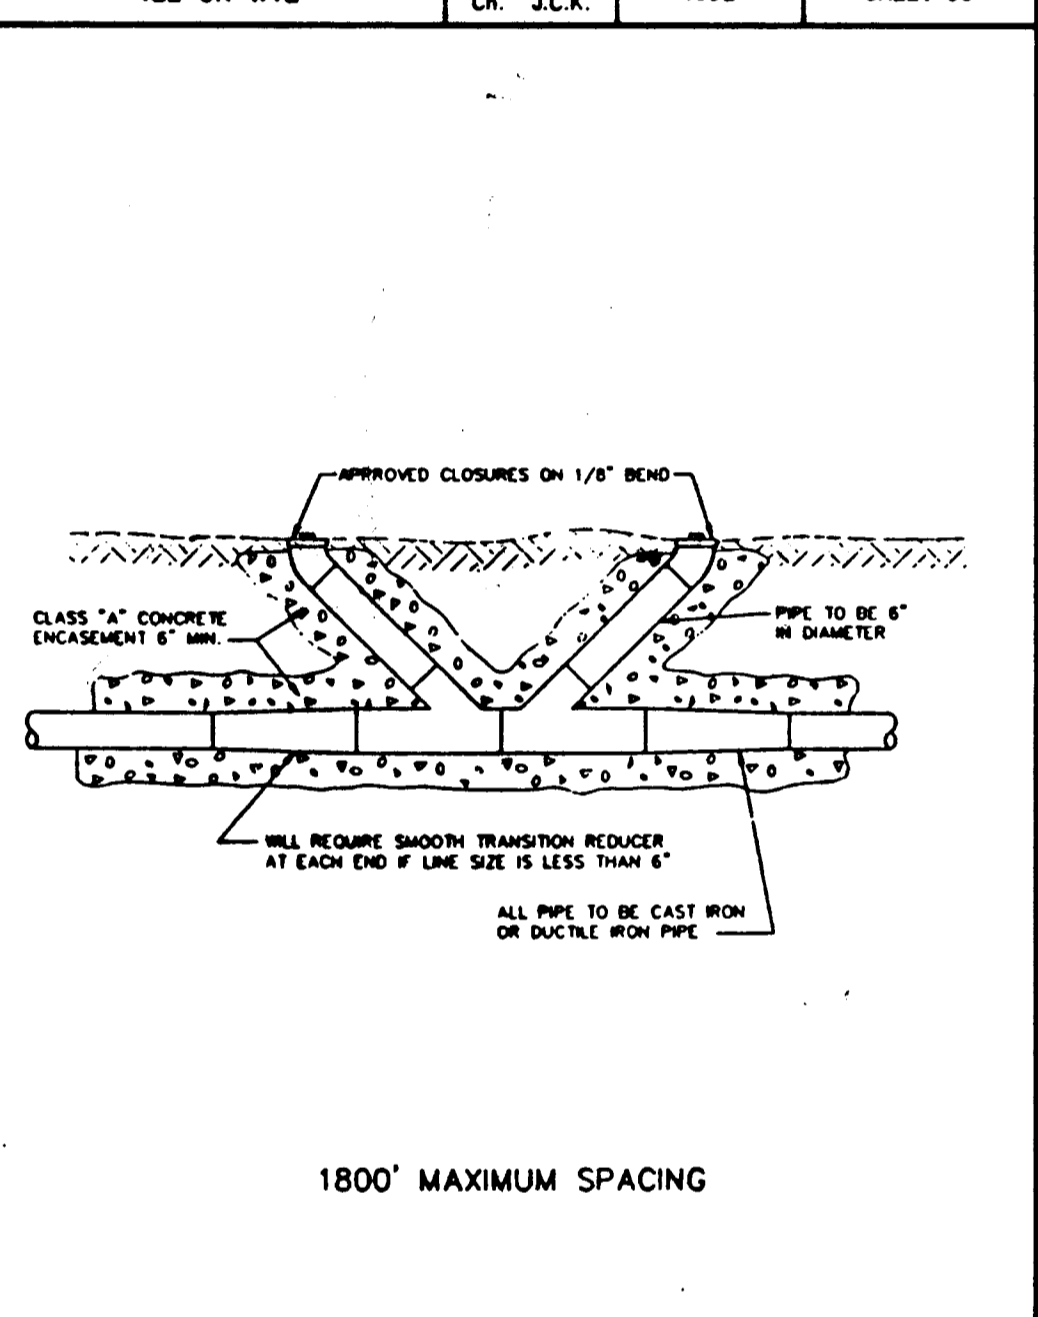 Ch. J.C.K.
APPROVED CLOSURES ON 1/8" BEND
CLASS "A" CONCRETE
ENCASEMENT 6" MIN.
PIPE TO BE 6"
IN DIAMETER
WILL REQUIRE SMOOTH TRANSITION REDUCER
AT EACH END IF LINE SIZE IS LESS THAN 6"
ALL PIPE TO BE CAST IRON
OR DUCTILE IRON PIPE
1800' MAXIMUM SPACING